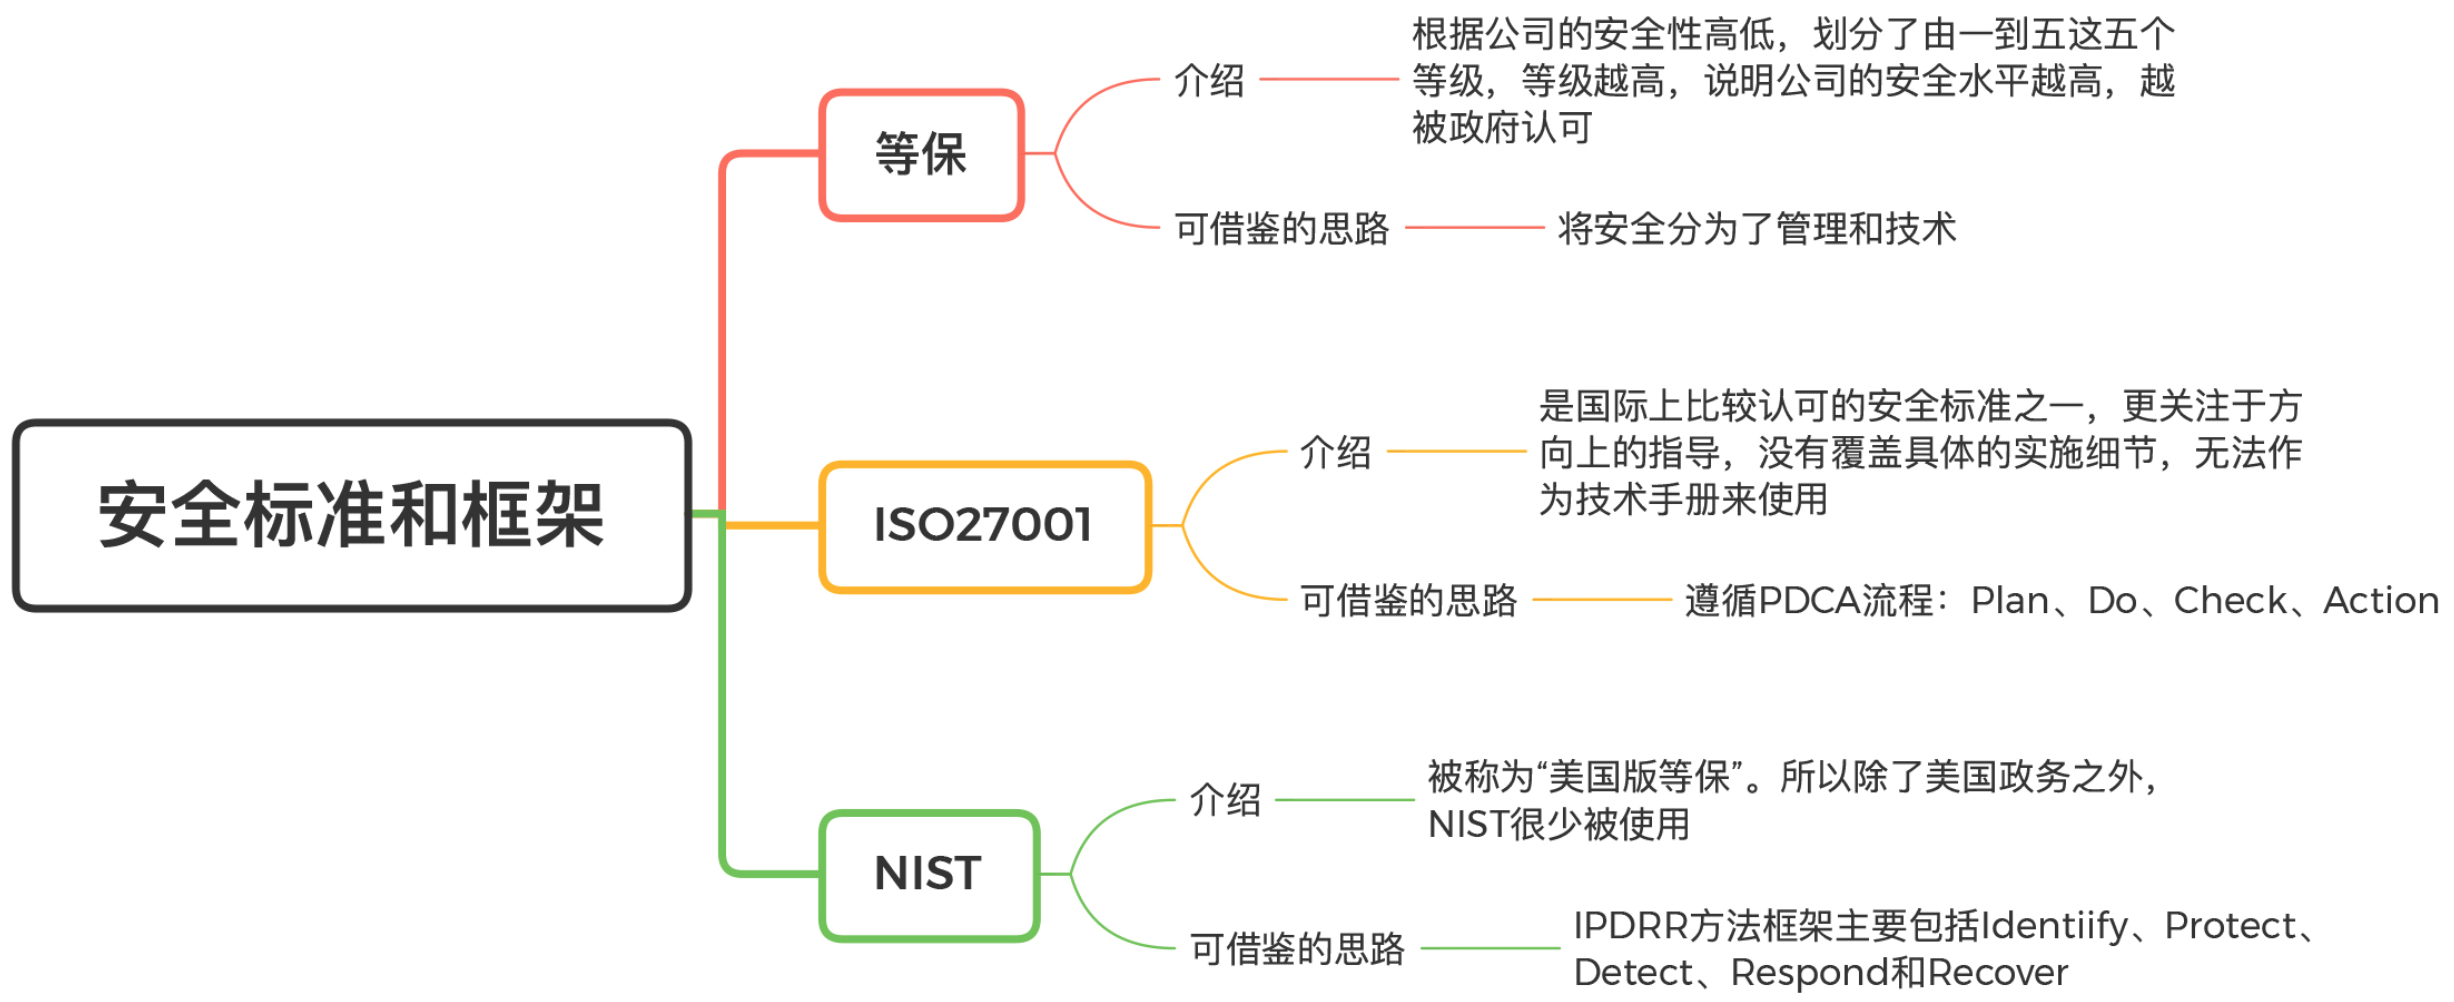 安全标准和框架
等保
介绍
根据公司的安全性高低，划分了由一到五这五个
等级，等级越高，说明公司的安全水平越高，越
被政府认可
可借鉴的思路
将安全分为了管理和技术
ISO27001
介绍
是国际上比较认可的安全标准之一，更关注于方
向上的指导，没有覆盖具体的实施细节，无法作
为技术手册来使用
可借鉴的思路
遵循PDCA流程：Plan、Do、Check、Action
NIST
介绍
被称为“美国版等保”。所以除了美国政务之外，
NIST很少被使用
可借鉴的思路
IPDRR方法框架主要包括Identiify、Protect、
Detect、Respond和Recover